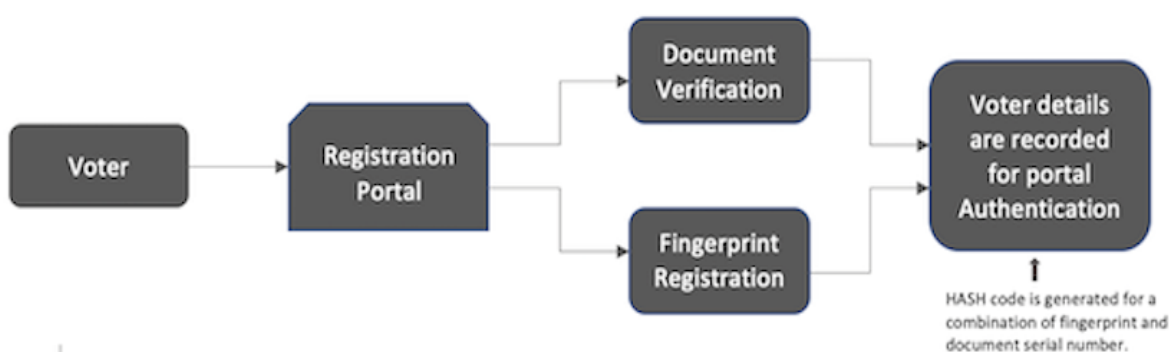 Voter
Registration
Portal
Document
Verification
Fingerprint
Registration
Voter details
are recorded
for portal
Authentication
HASH code is generated for a
combination of fingerprint and
document serial number.